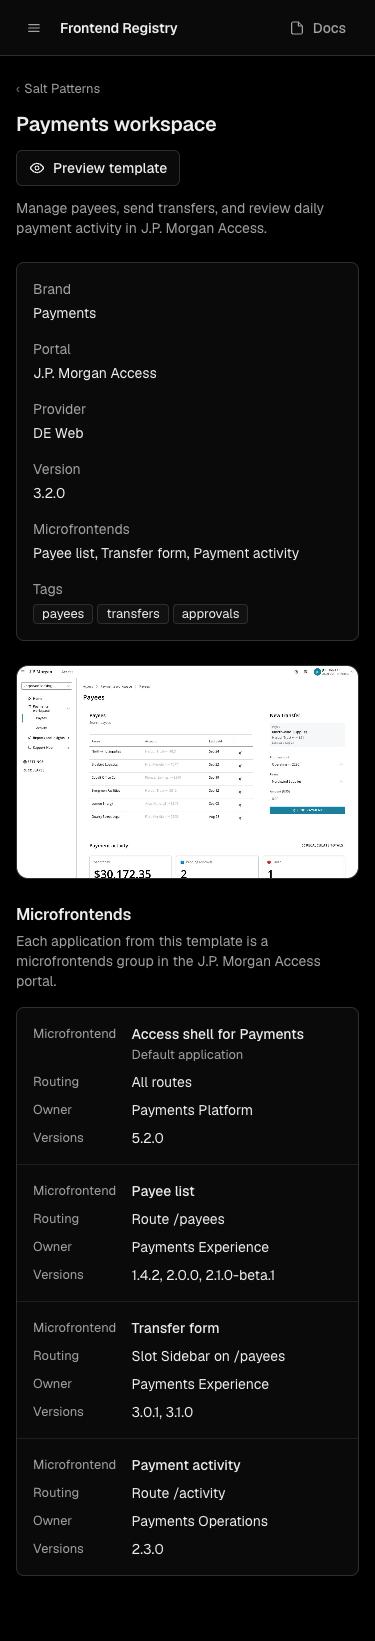 Frontend Registry
Docs
‹ Salt Patterns
Payments workspace
Preview template
Manage payees, send transfers, and review daily
payment activity in J.P. Morgan Access.
Brand
Payments
Portal
J.P. Morgan Access
Provider
DE Web
Version
3.2.0
Microfrontends
Payee list, Transfer form, Payment activity
Tags
payees transfers approvals
J.P. Morgan
Payees
Payees
New transfer
Payment activity
$30,172.35
2
1
Microfrontends
Each application from this template is a
microfrontends group in the J.P. Morgan Access
portal.
Microfrontend Access shell for Payments
Default application
Routing All routes
Owner Payments Platform
Versions 5.2.0
Microfrontend Payee list
Routing Route /payees
Owner Payments Experience
Versions 1.4.2, 2.0.0, 2.1.0-beta.1
Microfrontend Transfer form
Routing Slot Sidebar on /payees
Owner Payments Experience
Versions 3.0.1, 3.1.0
Microfrontend Payment activity
Routing Route /activity
Owner Payments Operations
Versions 2.3.0